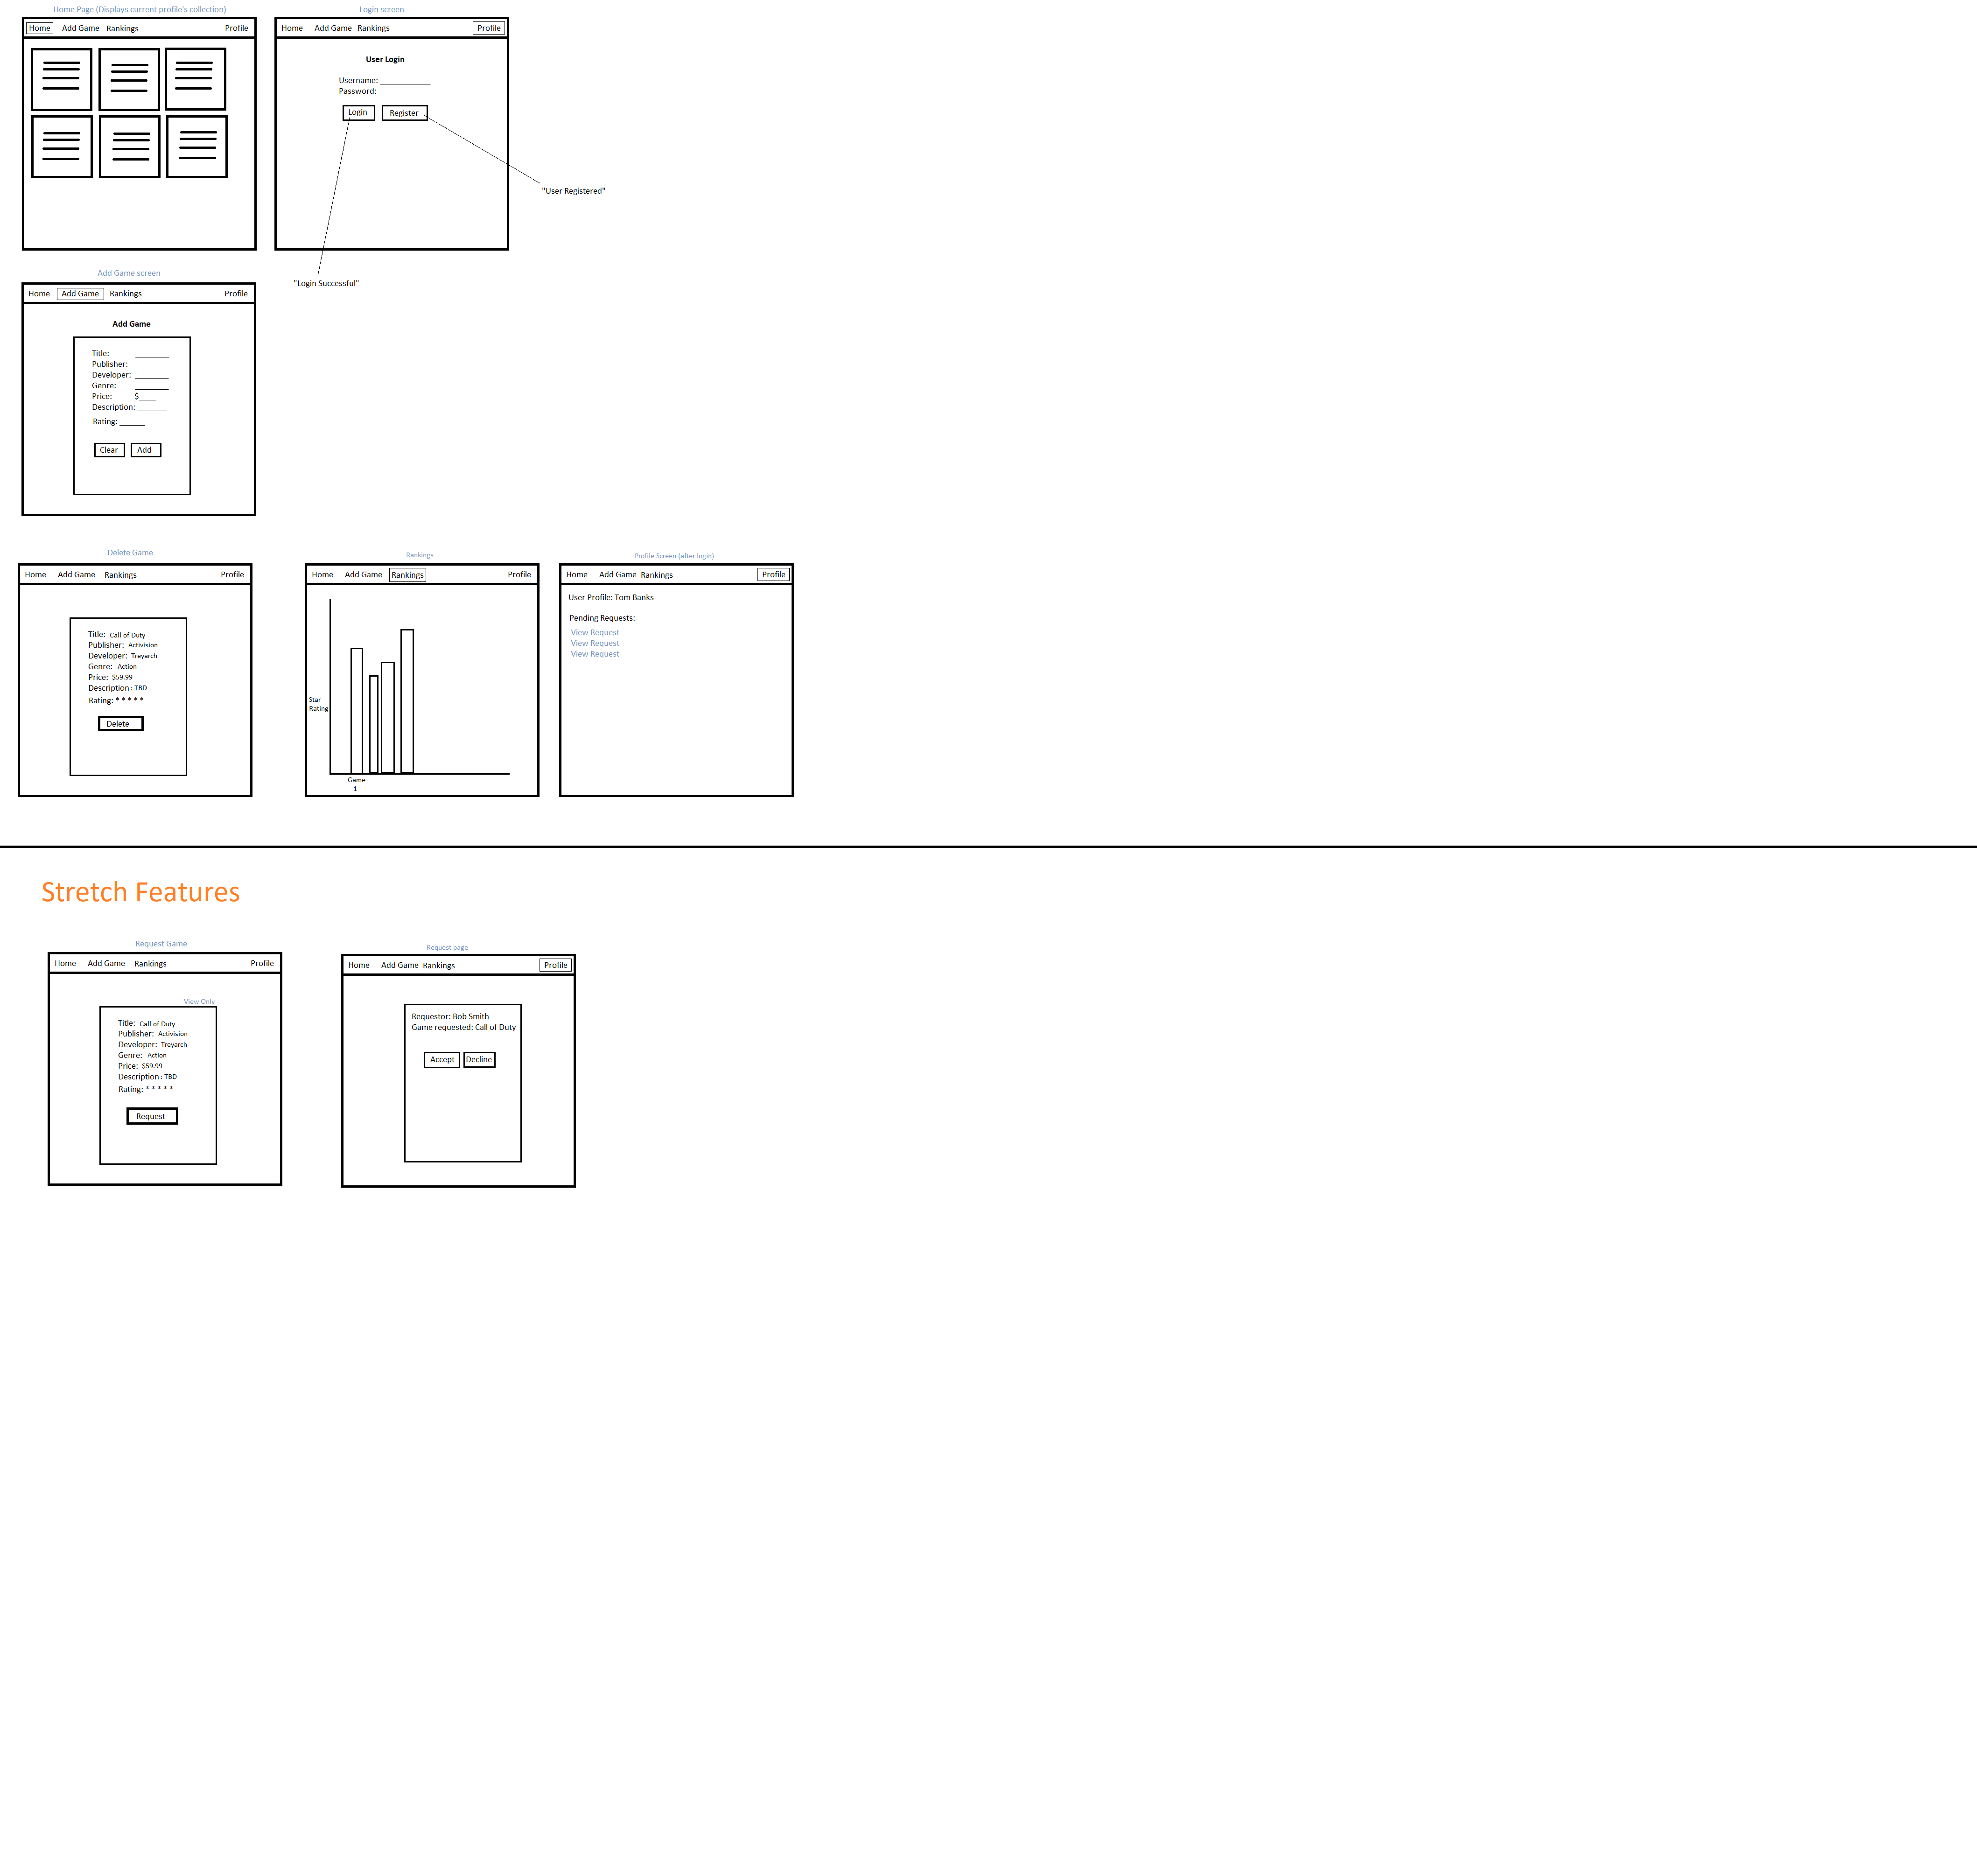 Home Page (Displays current profile's collection)
Home Add Game Rankings Profile
Login screen
Home Add Game Rankings Profile
User Login
Username: ___________
Password: ___________
Login Register
"User Registered"
"Login Successful"
Add Game screen
Home Add Game Rankings Profile
Add Game
Title: ________
Publisher: ________
Developer: ________
Genre: ________
Price: $____
Description: _______
Rating: ______
Clear Add
Delete Game
Home Add Game Rankings Profile
Title: Call of Duty
Publisher: Activision
Developer: Treyarch
Genre: Action
Price: $59.99
Description : TBD
Rating: * * * * *
Delete
Rankings
Home Add Game Rankings Profile
Star
Rating
Game
1
Profile Screen (after login)
Home Add Game Rankings Profile
User Profile: Tom Banks
Pending Requests:
View Request
View Request
View Request
Stretch Features
Request Game
Home Add Game Rankings Profile
View Only
Title: Call of Duty
Publisher: Activision
Developer: Treyarch
Genre: Action
Price: $59.99
Description : TBD
Rating: * * * * *
Request
Request page
Home Add Game Rankings Profile
Requestor: Bob Smith
Game requested: Call of Duty
Accept Decline